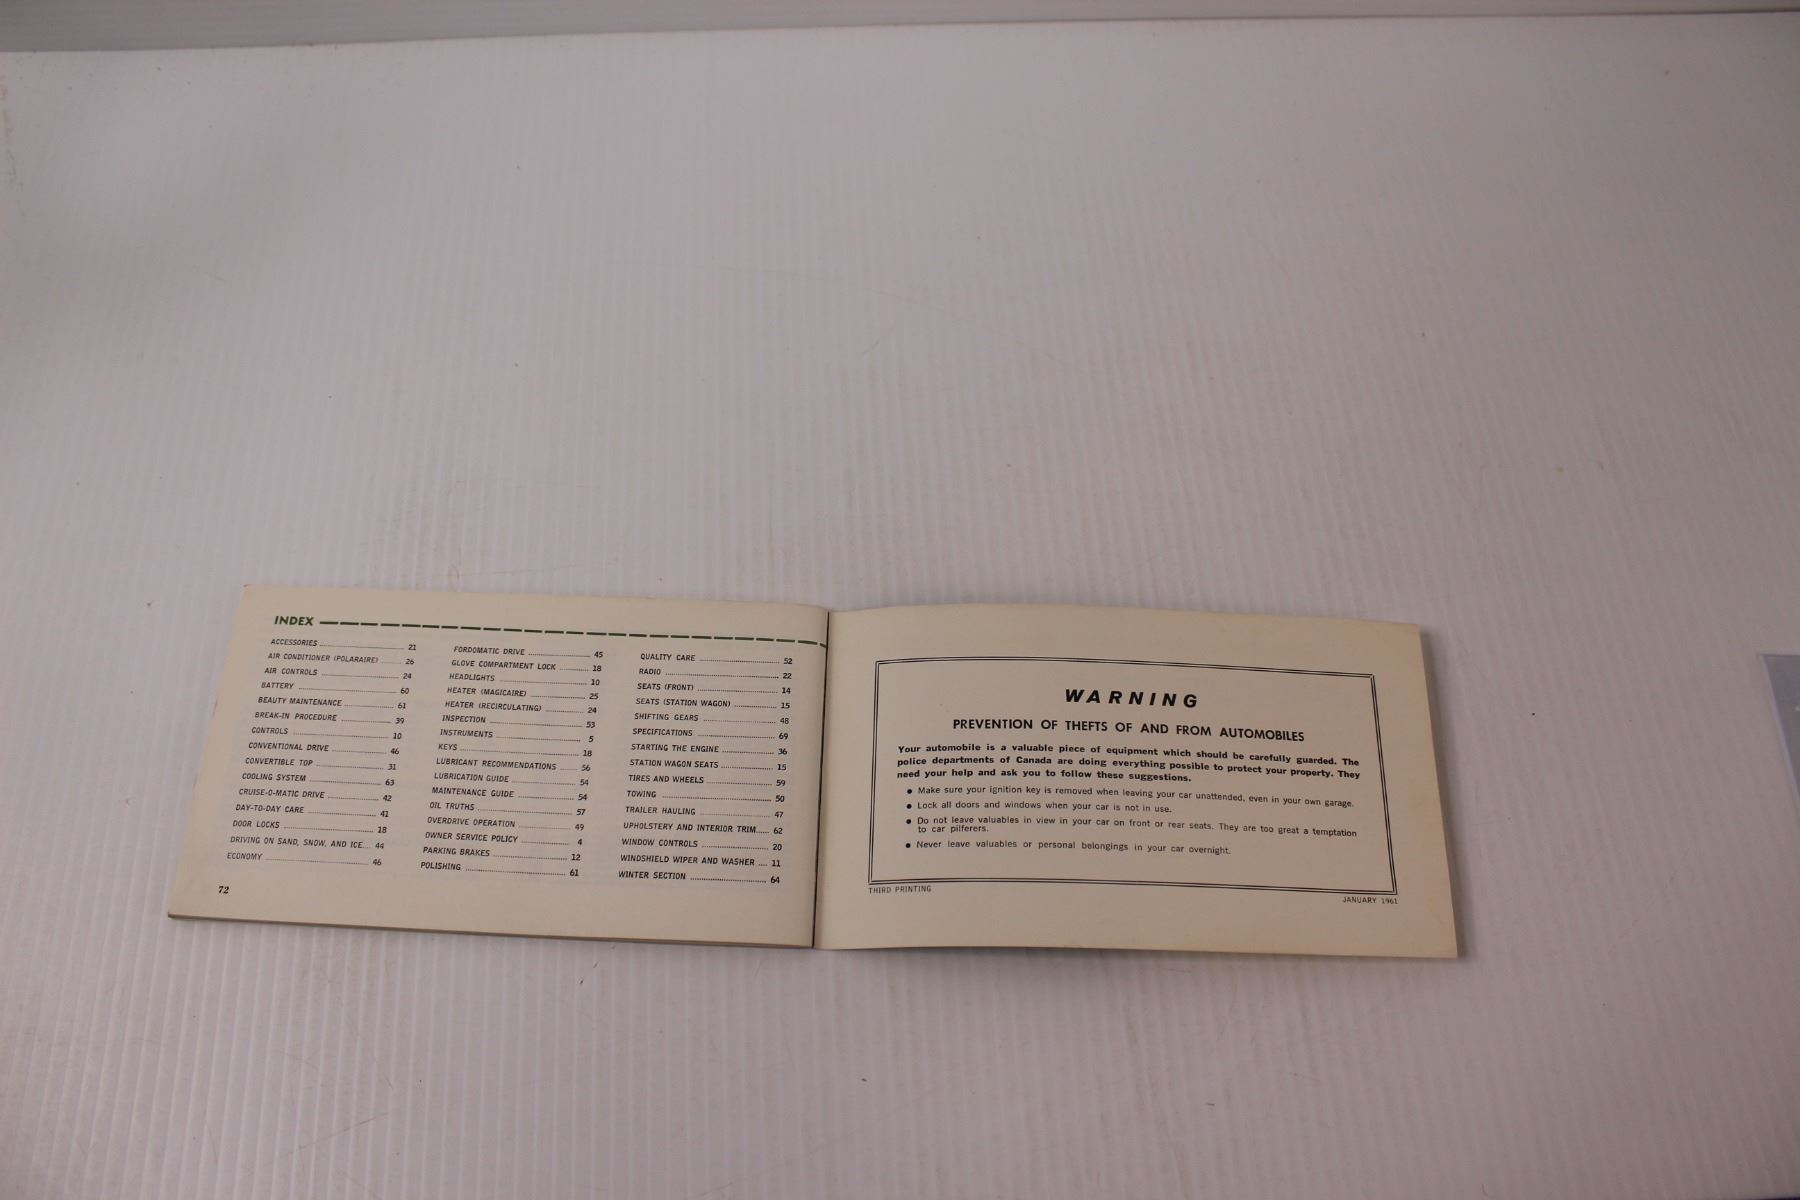 INDEX
ACCESSORIES 21
AIR CONDITIONER (POLARAIRE) 26
AIR CONTROLS 24
BATTERY 60
BEAUTY MAINTENANCE 61
BREAK-IN PROCEDURE 39
CONTROLS 10
CONVENTIONAL DRIVE 46
CONVERTIBLE TOP 31
COOLING SYSTEM 63
CRUISE-O-MATIC DRIVE 42
DAY-TO-DAY CARE 41
DOOR LOCKS 18
DRIVING ON SAND, SNOW, AND ICE 44
ECONOMY 46
FORDOMATIC DRIVE 45
GLOVE COMPARTMENT LOCK 18
HEADLIGHTS 10
HEATER (MAGICAIRE) 25
HEATER (RECIRCULATING) 24
INSPECTION 53
INSTRUMENTS 5
KEYS 18
LUBRICANT RECOMMENDATIONS 56
LUBRICATION GUIDE 54
MAINTENANCE GUIDE 54
OIL TRUTHS 57
OVERDRIVE OPERATION 49
OWNER SERVICE POLICY 4
PARKING BRAKES 12
POLISHING 61
QUALITY CARE 52
RADIO 22
SEATS (FRONT) 14
SEATS (STATION WAGON) 15
SHIFTING GEARS 48
SPECIFICATIONS 69
STARTING THE ENGINE 36
STATION WAGON SEATS 15
TIRES AND WHEELS 59
TOWING 50
TRAILER HAULING 47
UPHOLSTERY AND INTERIOR TRIM 62
WINDOW CONTROLS 20
WINDSHIELD WIPER AND WASHER 11
WINTER SECTION 64
72
WARNING
PREVENTION OF THEFTS OF AND FROM AUTOMOBILES
Your automobile is a valuable piece of equipment which should be carefully guarded. The
police departments of Canada are doing everything possible to protect your property. They
need your help and ask you to follow these suggestions.
● Make sure your ignition key is removed when leaving your car unattended, even in your own garage.
● Lock all doors and windows when your car is not in use.
● Do not leave valuables in view in your car on front or rear seats. They are too great a temptation
to car pilferers.
● Never leave valuables or personal belongings in your car overnight.
THIRD PRINTING
JANUARY 1961